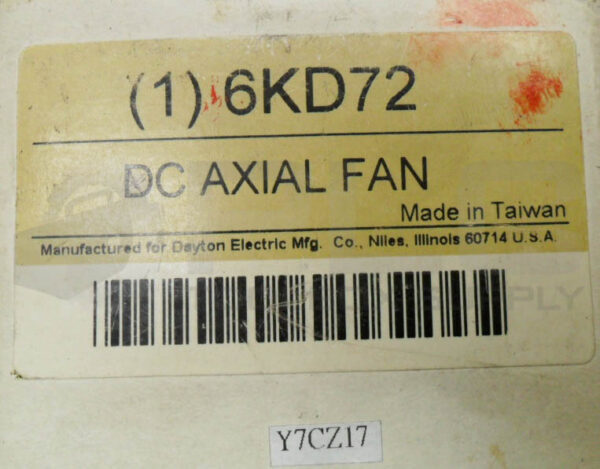 (1) 6KD72
DC AXIAL FAN
Made in Taiwan
Manufactured for Dayton Electric Mfg. Co., Niles, Illinois 60714 U.S.A.
Y7CZ17